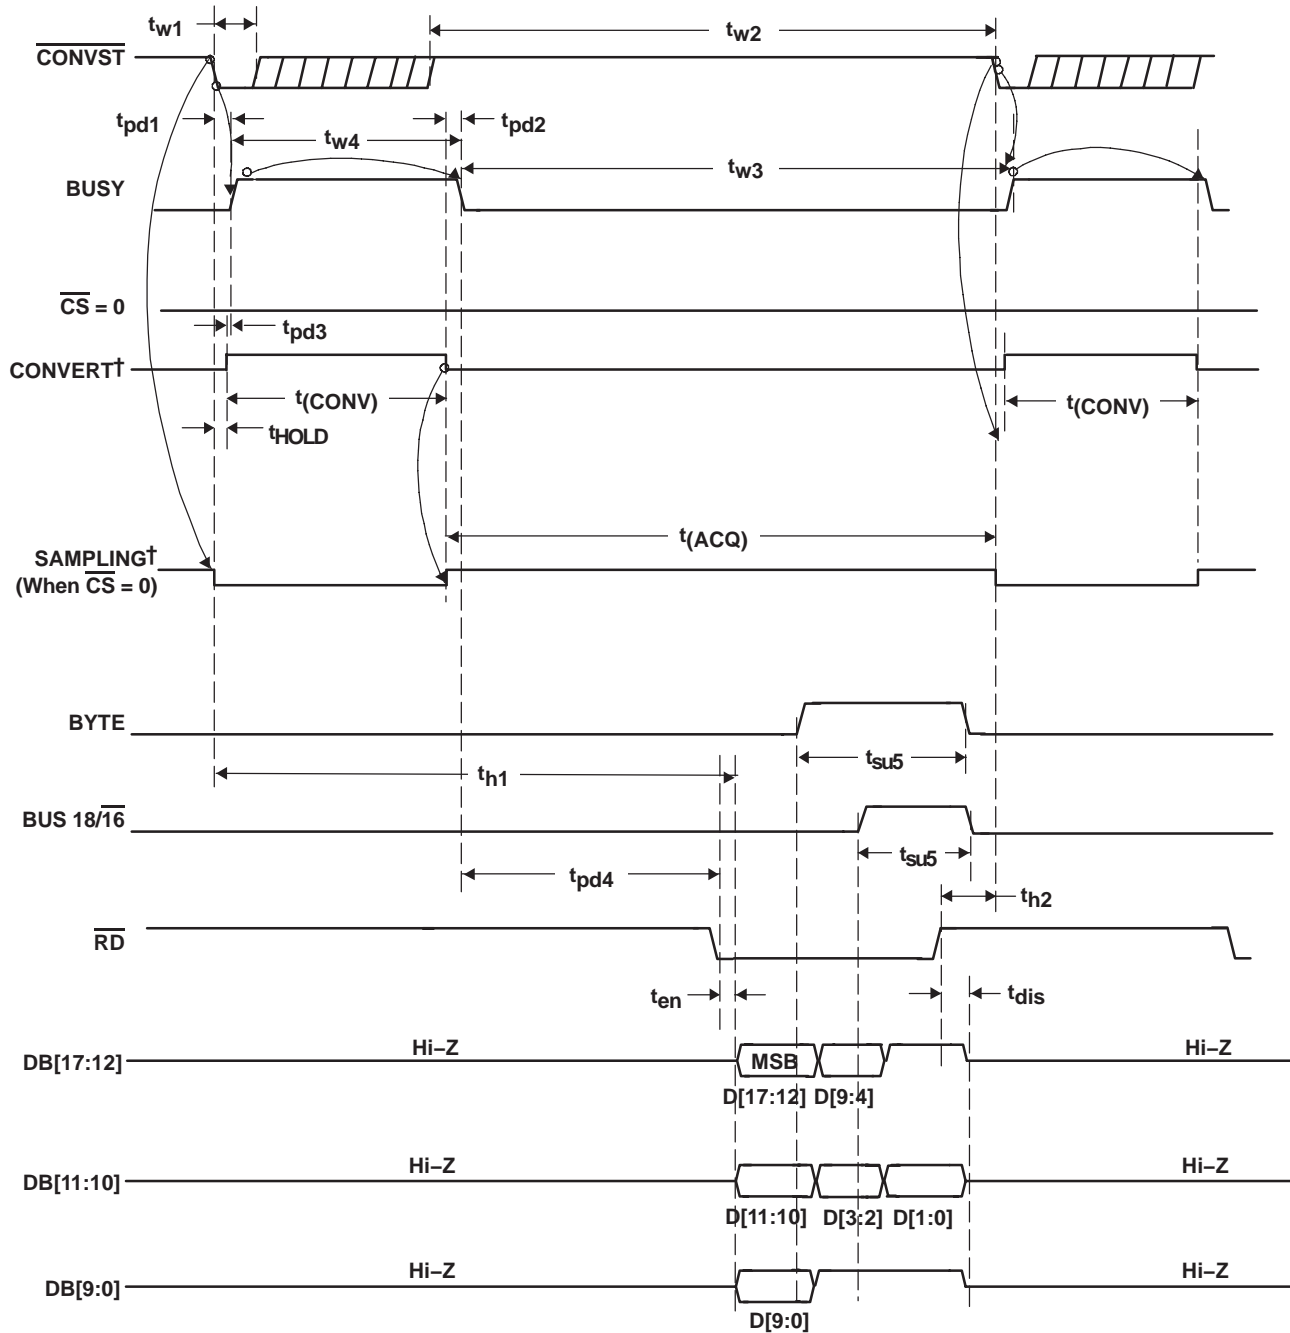 tw1
tw2
CONVST
tpd1
tw4
tpd2
tw3
BUSY
CS = 0
tpd3
CONVERT†
t(CONV)
t(CONV)
tHOLD
t(ACQ)
SAMPLING†
(When CS = 0)
BYTE
tsu5
th1
BUS 18/16
tsu5
tpd4
th2
RD
ten
tdis
Hi–Z
Hi–Z
DB[17:12]
MSB
D[17:12] D[9:4]
Hi–Z
Hi–Z
DB[11:10]
D[11:10] D[3:2] D[1:0]
Hi–Z
Hi–Z
DB[9:0]
D[9:0]